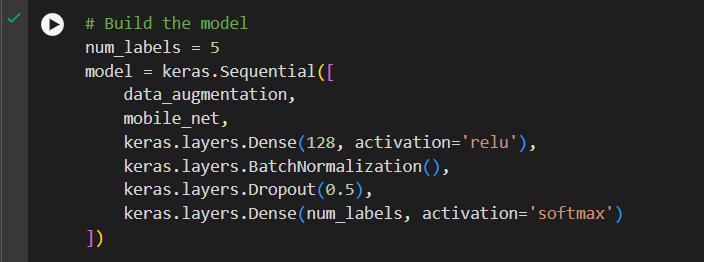 # Build the model
num_labels = 5
model = keras.Sequential([
    data_augmentation,
    mobile_net,
    keras.layers.Dense(128, activation='relu'),
    keras.layers.BatchNormalization(),
    keras.layers.Dropout(0.5),
    keras.layers.Dense(num_labels, activation='softmax')
])